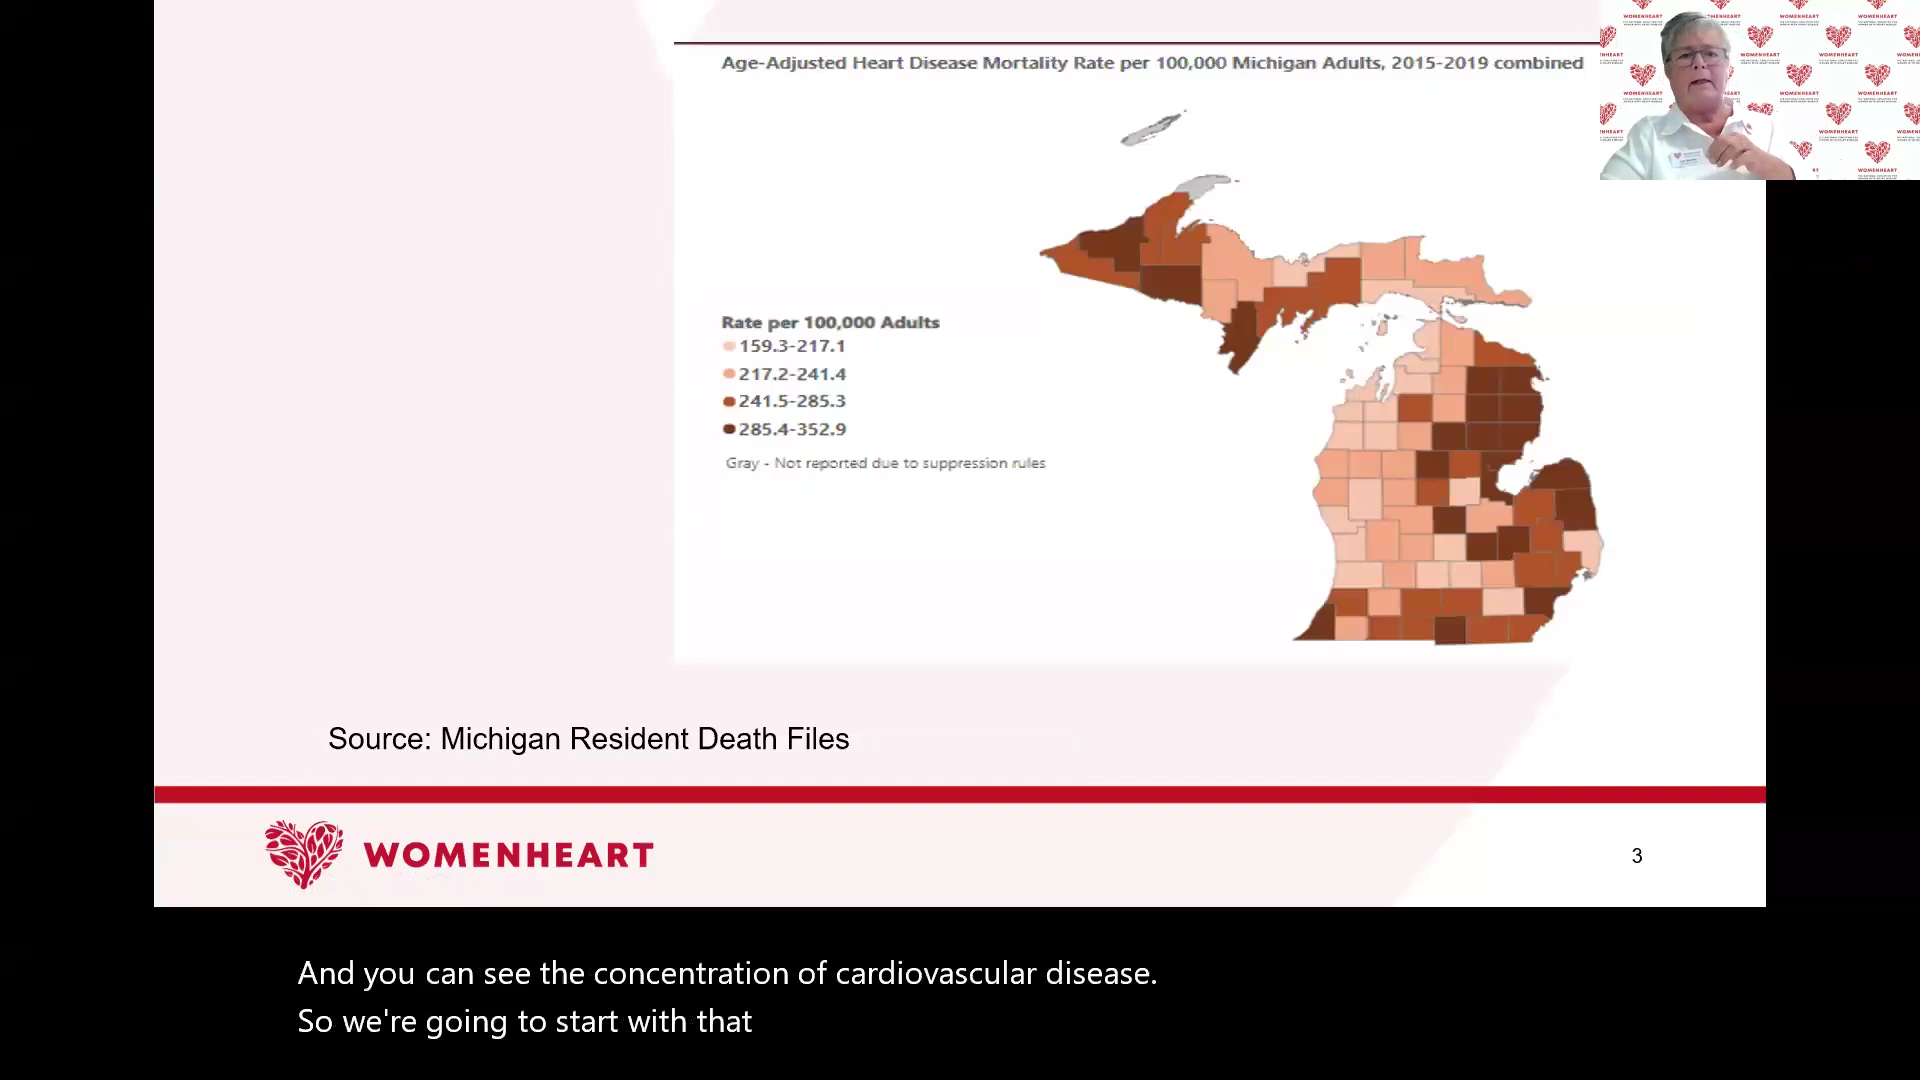 Age-Adjusted Heart Disease Mortality Rate per 100,000 Michigan Adults, 2015-2019 combined
WOMENHEART
Rate per 100,000 Adults
159.3-217.1
217.2-241.4
241.5-285.3
285.4-352.9
Gray - Not reported due to suppression rules
Source: Michigan Resident Death Files
WOMENHEART
3
And you can see the concentration of cardiovascular disease.
So we're going to start with that